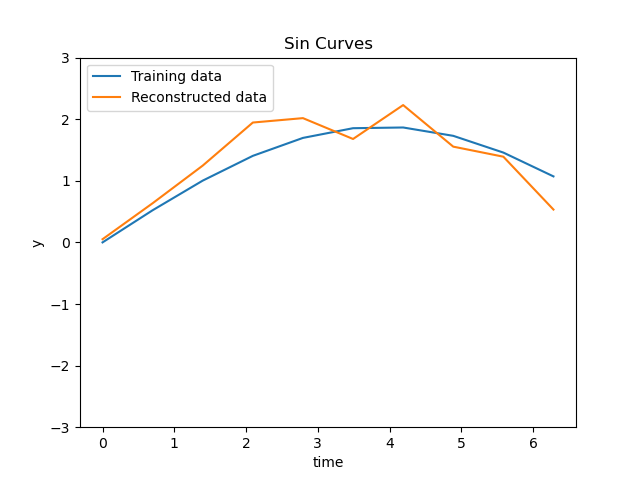 Sin Curves
Training data
Reconstructed data
3
2
1
0
−1
−2
−3
y
0 1 2 3 4 5 6
time